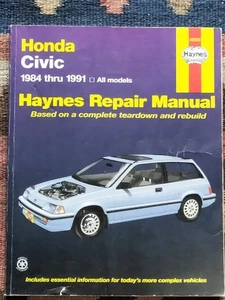 Honda
Civic
1984 thru 1991 □ All models
Haynes
Haynes Repair Manual
Based on a complete teardown and rebuild
Includes essential information for today's more complex vehicles